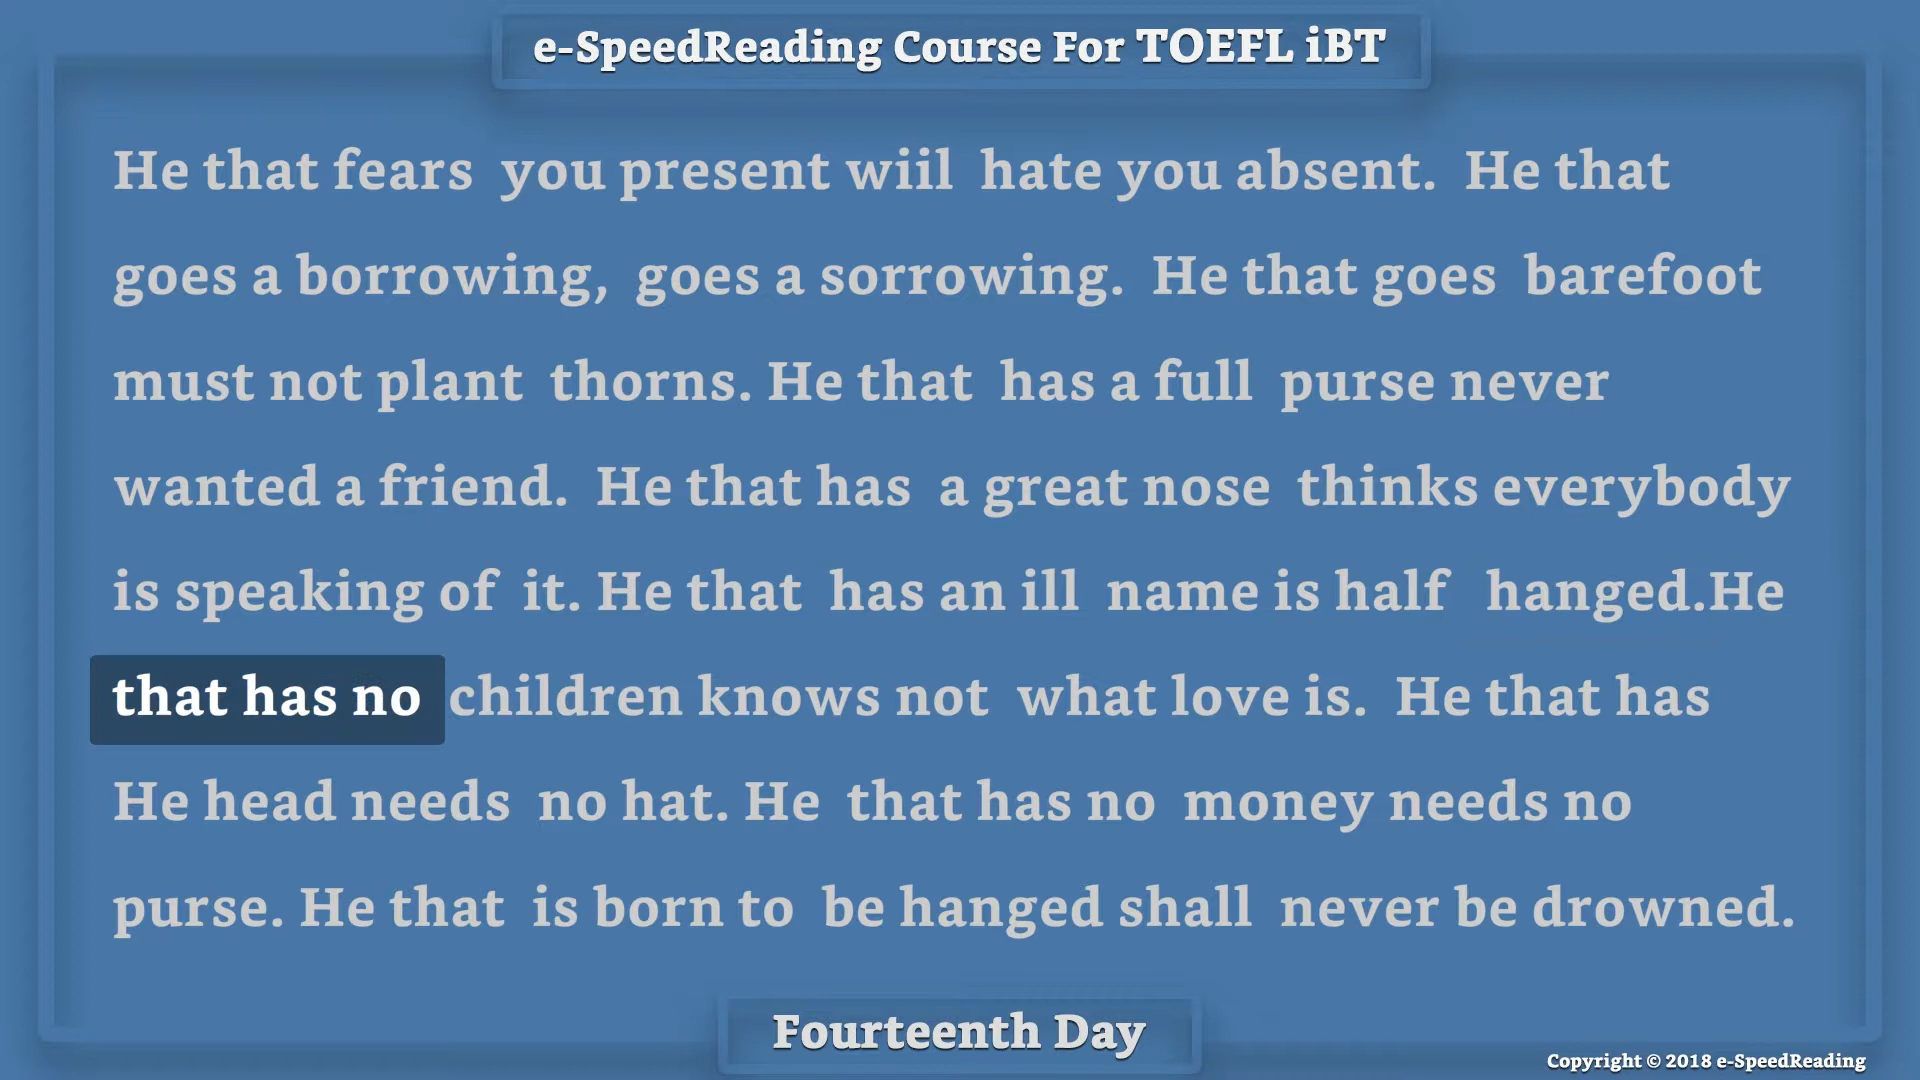 e-SpeedReading Course For TOEFL iBT
He that fears you present wiil hate you absent. He that
goes a borrowing, goes a sorrowing. He that goes barefoot
must not plant thorns. He that has a full purse never
wanted a friend. He that has a great nose thinks everybody
is speaking of it. He that has an ill name is half hanged.He
that has no children knows not what love is. He that has
He head needs no hat. He that has no money needs no
purse. He that is born to be hanged shall never be drowned.
Fourteenth Day
Copyright © 2018 e-SpeedReading